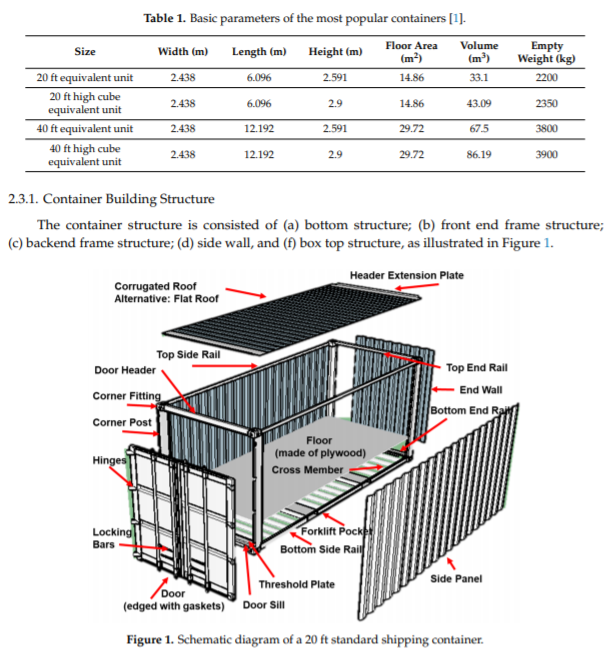 Table 1. Basic parameters of the most popular containers [1].
Size Width (m) Length (m) Height (m) Floor Area (m²) Volume (m³) Empty Weight (kg)
20 ft equivalent unit 2.438 6.096 2.591 14.86 33.1 2200
20 ft high cube equivalent unit 2.438 6.096 2.9 14.86 43.09 2350
40 ft equivalent unit 2.438 12.192 2.591 29.72 67.5 3800
40 ft high cube equivalent unit 2.438 12.192 2.9 29.72 86.19 3900
2.3.1. Container Building Structure
The container structure is consisted of (a) bottom structure; (b) front end frame structure;
(c) backend frame structure; (d) side wall, and (f) box top structure, as illustrated in Figure 1.
Header Extension Plate
Corrugated Roof
Alternative: Flat Roof
Top Side Rail
Door Header
Top End Rail
End Wall
Corner Fitting
Bottom End Rail
Corner Post
Floor
(made of plywood)
Cross Member
Hinges
Locking
Bars
Forklift Pocket
Bottom Side Rail
Side Panel
Threshold Plate
Door
(edged with gaskets)
Door Sill
Figure 1. Schematic diagram of a 20 ft standard shipping container.